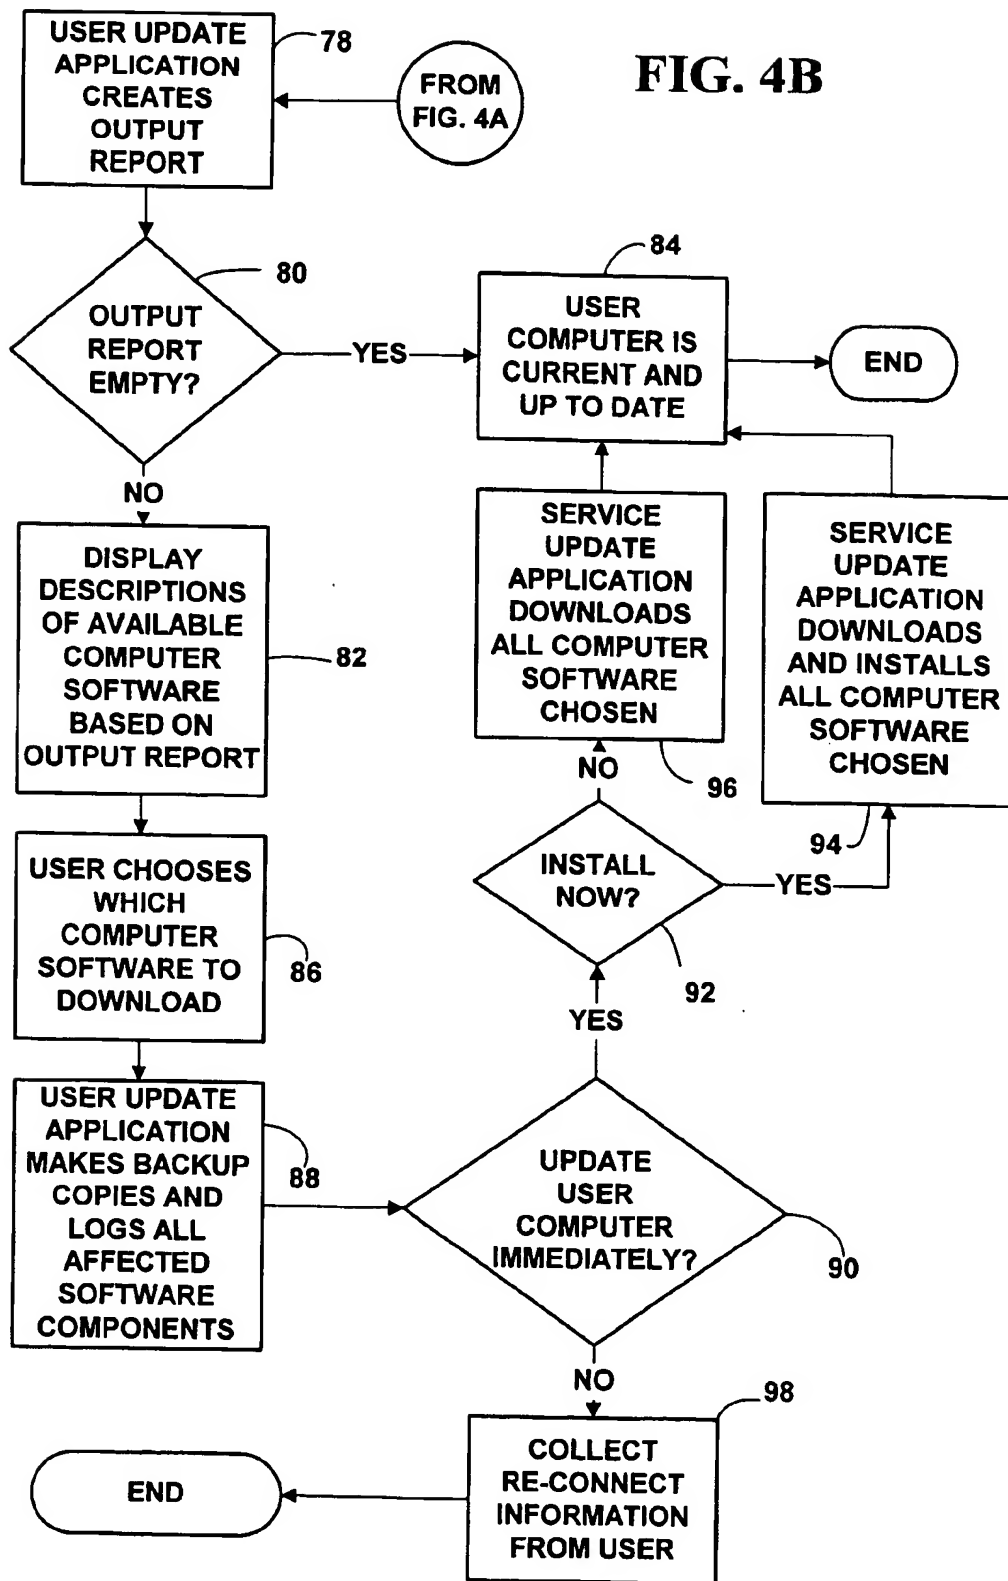 FIG. 4B
USER UPDATE
APPLICATION
CREATES
OUTPUT
REPORT
78
FROM
FIG. 4A
OUTPUT
REPORT
EMPTY?
80
YES
84
USER
COMPUTER IS
CURRENT AND
UP TO DATE
END
NO
DISPLAY
DESCRIPTIONS
OF AVAILABLE
COMPUTER
SOFTWARE
BASED ON
OUTPUT REPORT
82
SERVICE
UPDATE
APPLICATION
DOWNLOADS
ALL COMPUTER
SOFTWARE
CHOSEN
96
SERVICE
UPDATE
APPLICATION
DOWNLOADS
AND INSTALLS
ALL COMPUTER
SOFTWARE
CHOSEN
94
NO
INSTALL
NOW?
YES
92
USER CHOOSES
WHICH
COMPUTER
SOFTWARE TO
DOWNLOAD
86
YES
USER UPDATE
APPLICATION
MAKES BACKUP
COPIES AND
LOGS ALL
AFFECTED
SOFTWARE
COMPONENTS
88
UPDATE
USER
COMPUTER
IMMEDIATELY?
90
NO
98
COLLECT
RE-CONNECT
INFORMATION
FROM USER
END